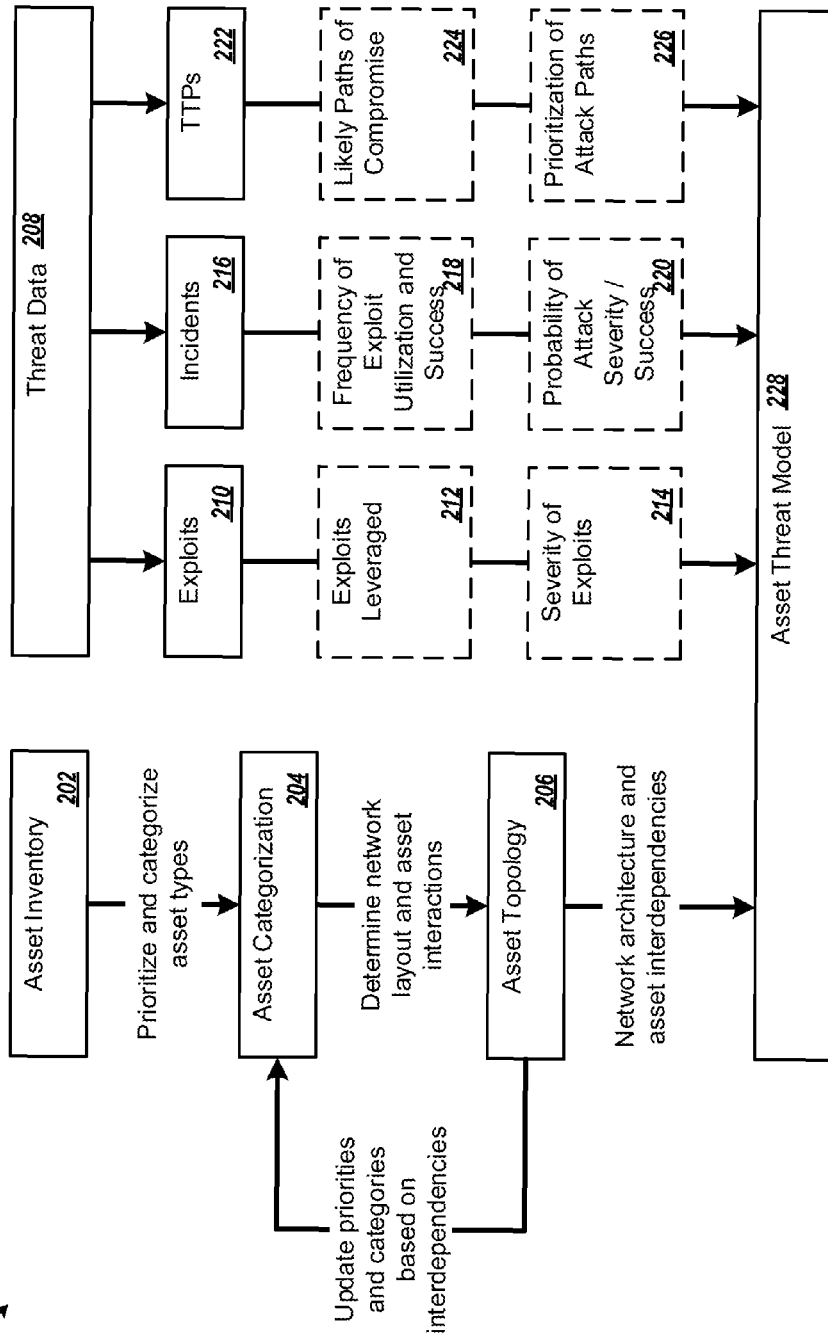 Asset Inventory
202
Prioritize and categorize
asset types
Asset Categorization
204
Determine network
layout and asset
interactions
Asset Topology
206
Network architecture and
asset interdependencies
Update priorities
and categories
based on
interdependencies
Threat Data 208
Exploits
210
Exploits
Leveraged
212
Severity of
Exploits
214
Incidents
216
Frequency of
Exploit
Utilization and
Success 218
Probability of
Attack
Severity /
Success 220
TTPs
222
Likely Paths of
Compromise
224
Prioritization of
Attack Paths
226
Asset Threat Model 228